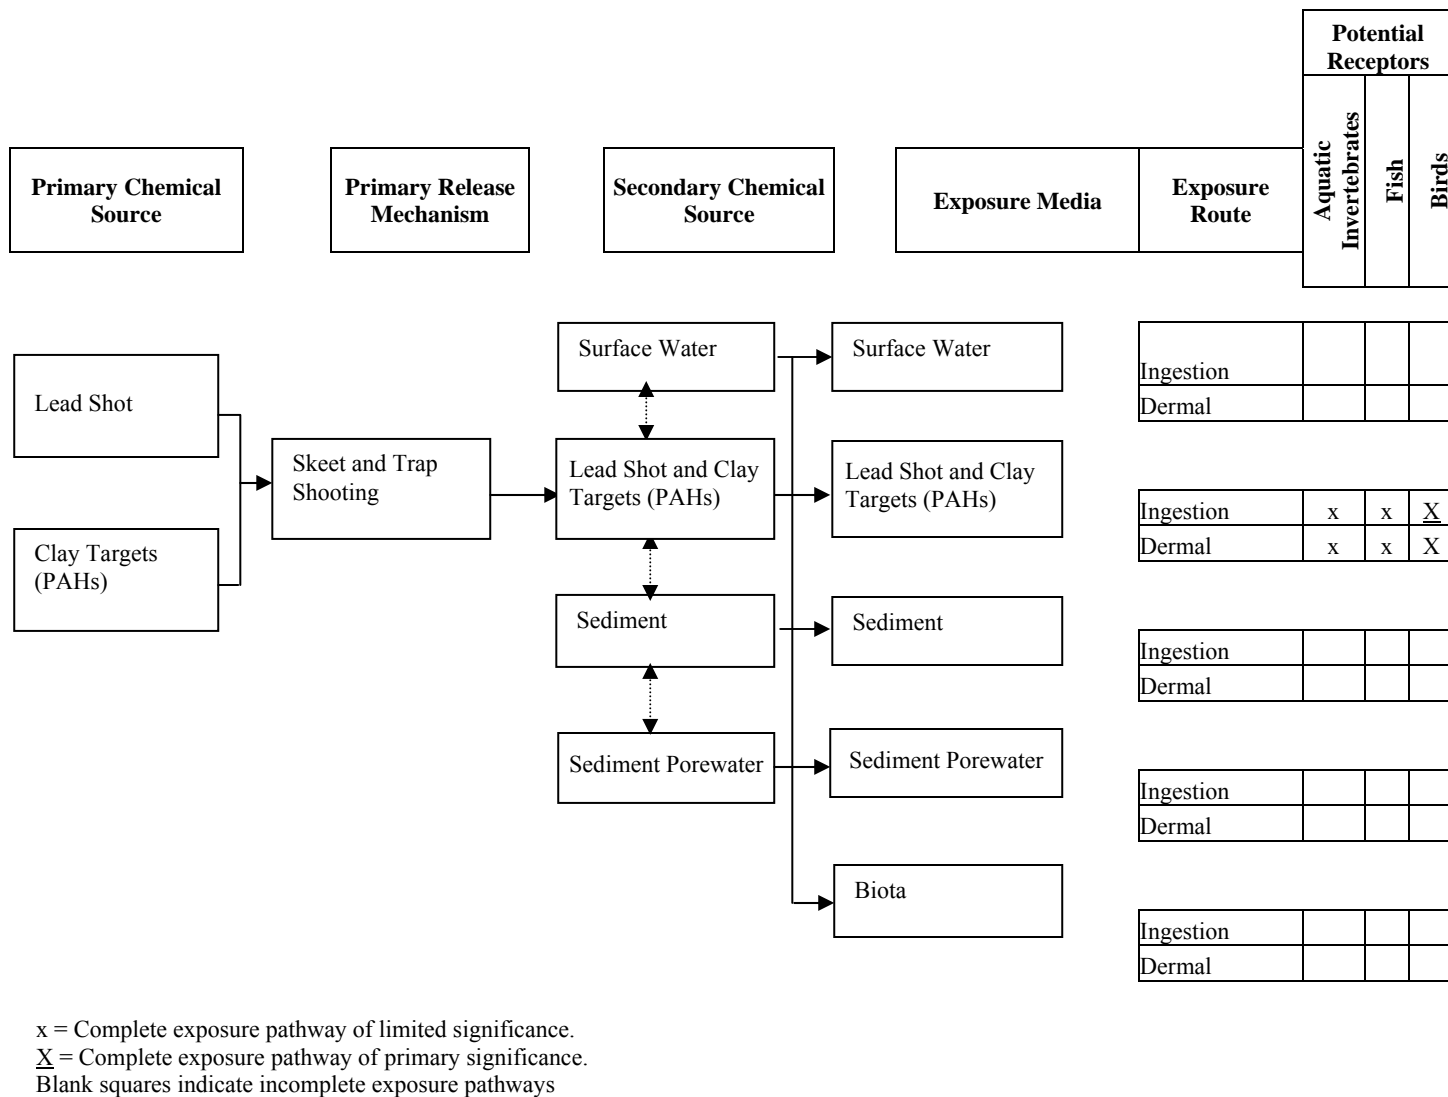 Potential
Receptors
Primary Chemical
Source
Primary Release
Mechanism
Secondary Chemical
Source
Exposure Media
Exposure
Route
Aquatic
Invertebrates
Fish
Birds
Lead Shot
Clay Targets
(PAHs)
Skeet and Trap
Shooting
Surface Water
Lead Shot and Clay
Targets (PAHs)
Sediment
Sediment Porewater
Surface Water
Lead Shot and Clay
Targets (PAHs)
Sediment
Sediment Porewater
Biota
Ingestion
Dermal
Ingestion x x X
Dermal x x X
Ingestion
Dermal
Ingestion
Dermal
Ingestion
Dermal
x = Complete exposure pathway of limited significance.
X = Complete exposure pathway of primary significance.
Blank squares indicate incomplete exposure pathways